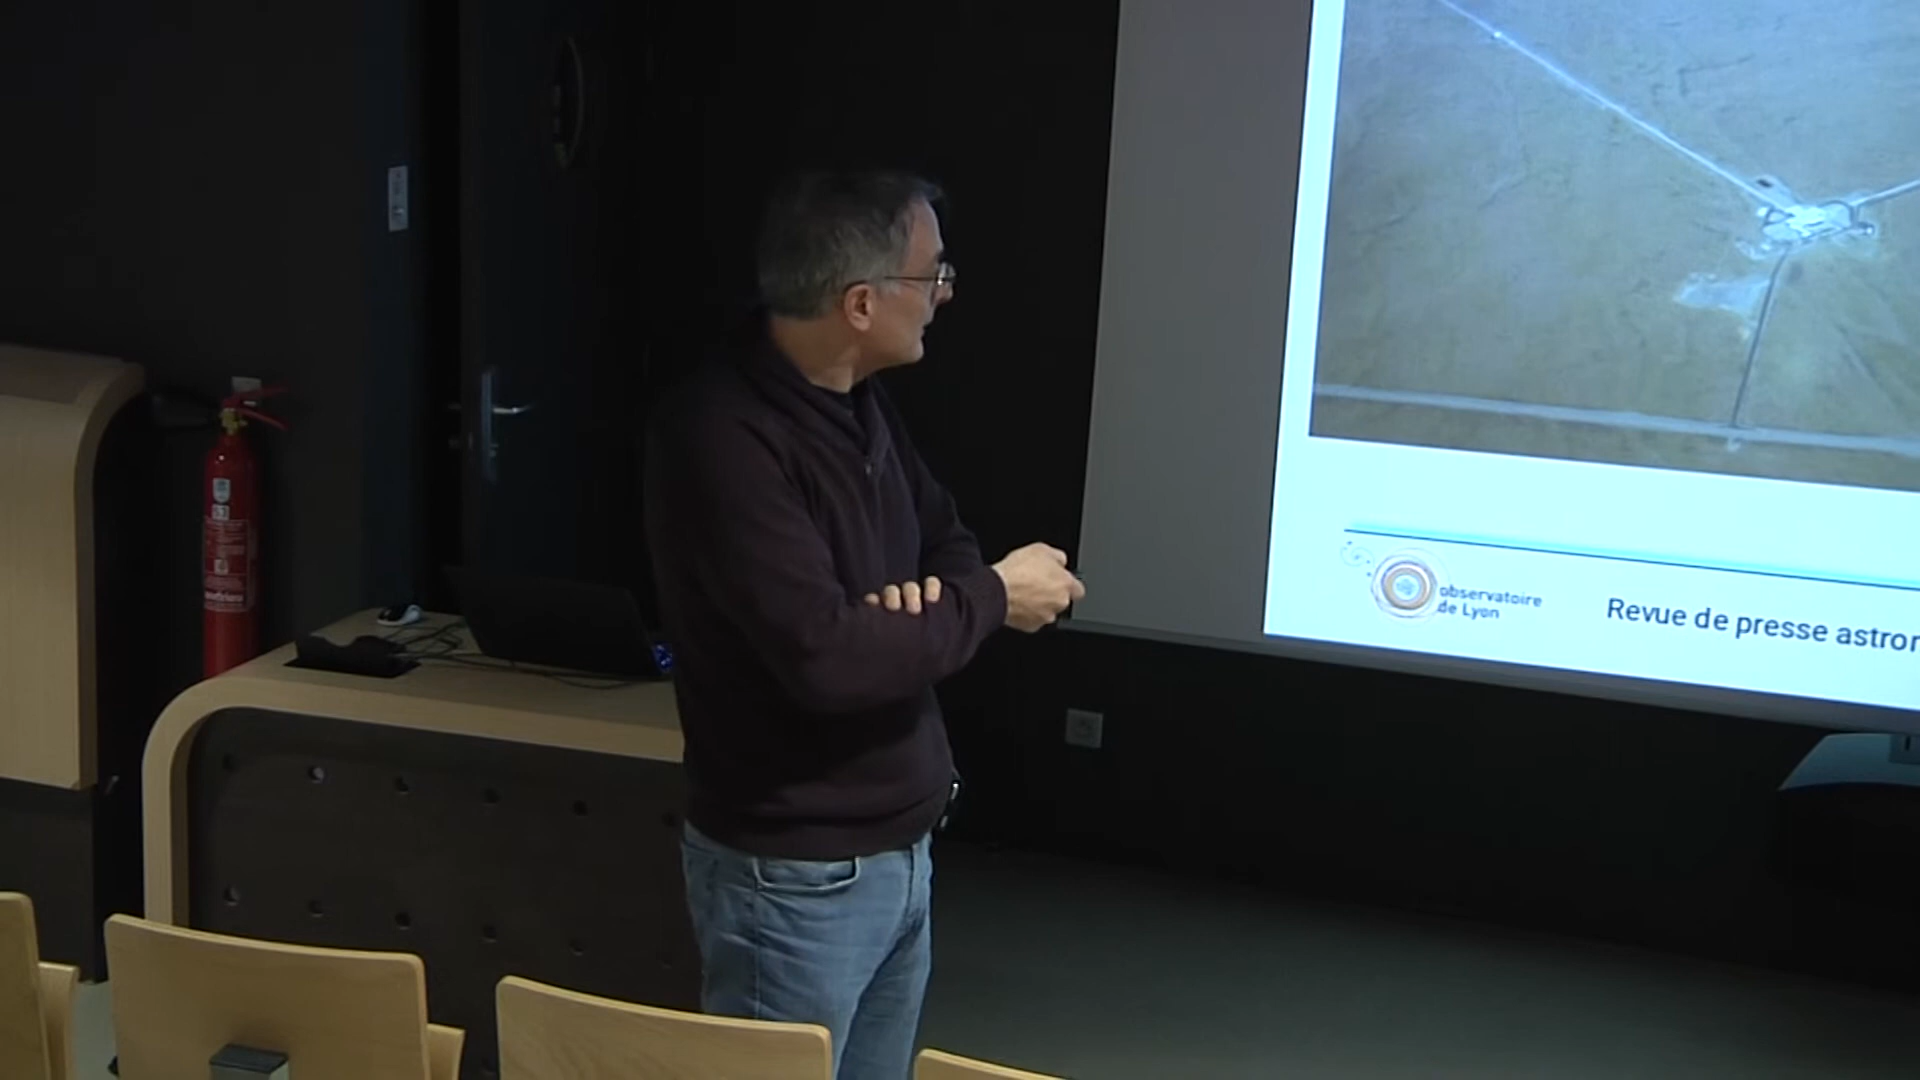 observatoire
de Lyon
Revue de presse astron